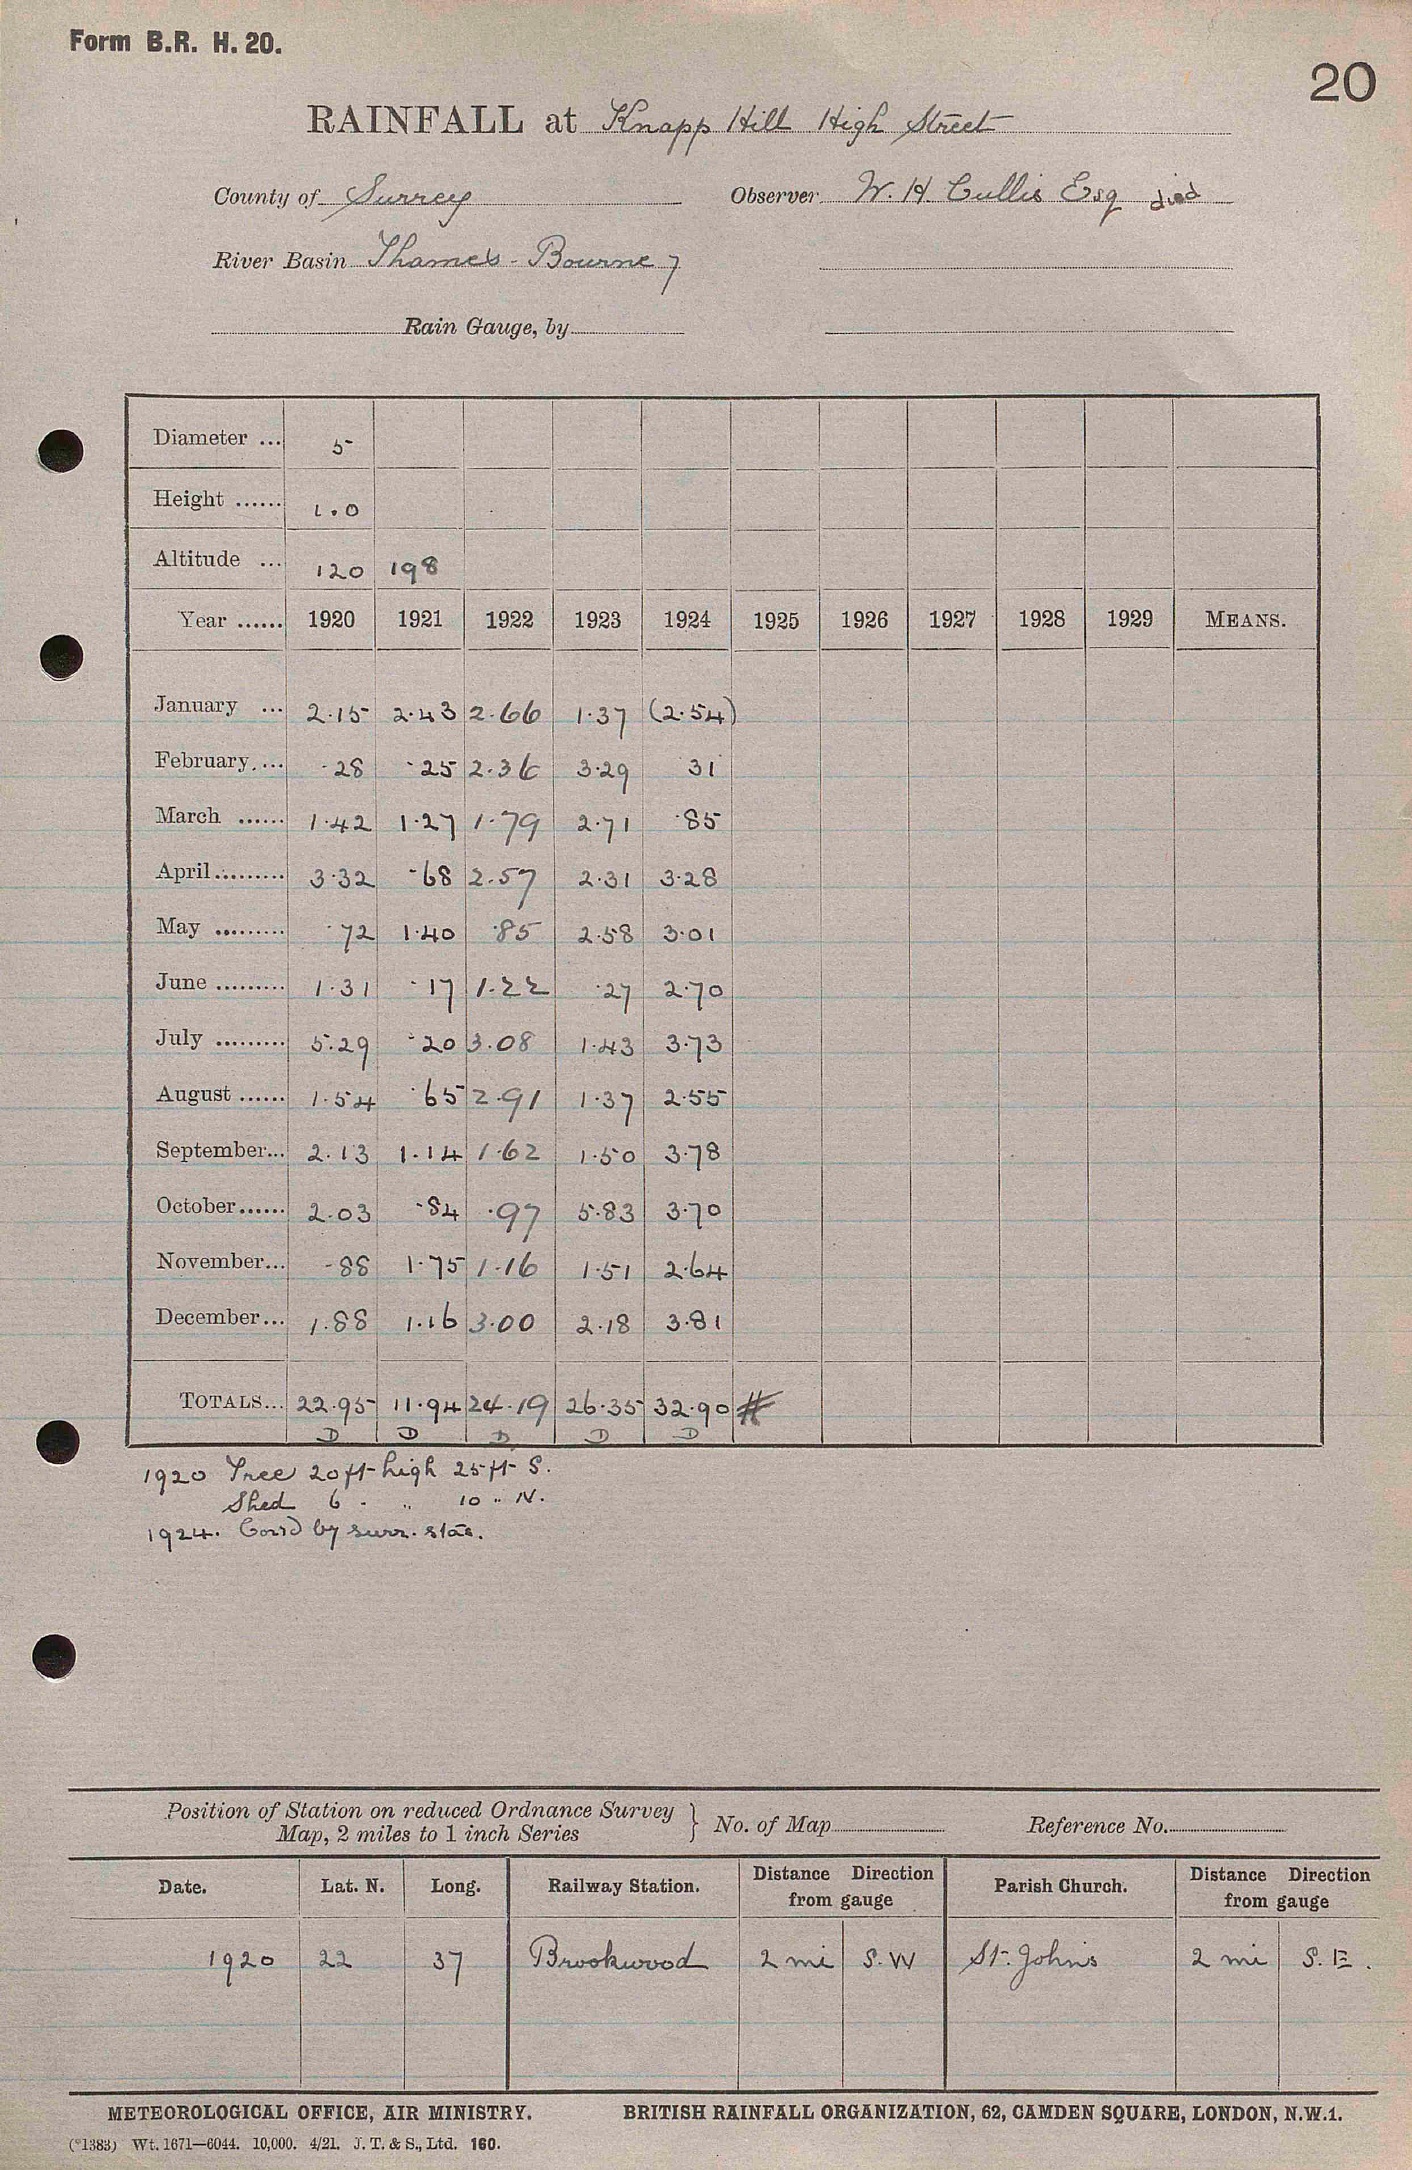 Form B.R. H. 20.
20
RAINFALL at Knapp Hill High Street
County of Surrey Observer W. H. Cullis Esq died
River Basin Thames - Bourne 7
Rain Gauge, by
Diameter ... 5
Height ...... 1.0
Altitude ... 120 198
Year ...... 1920 1921 1922 1923 1924 1925 1926 1927 1928 1929 MEANS.
January ... 2.15 2.43 2.66 1.37 (2.54)
February.... .28 .25 2.36 3.29 31
March ...... 1.42 1.27 1.79 2.71 .85
April.......... 3.32 .68 2.57 2.31 3.28
May ......... .72 1.40 .85 2.58 3.01
June ......... 1.31 .17 1.22 .27 2.70
July ......... 5.29 .20 3.08 1.43 3.73
August ...... 1.54 .65 2.91 1.37 2.55
September... 2.13 1.14 1.62 1.50 3.78
October...... 2.03 .84 .97 5.83 3.70
November... .88 1.75 1.16 1.51 2.64
December... 1.88 1.16 3.00 2.18 3.81
TOTALS... 22.95 11.94 24.19 26.35 32.90 #
D D D D D
1920 Tree 20 ft high 25 ft S.
Shed 6 - " 10 " N.
1924. Cor'd by surr. stas.
Position of Station on reduced Ordnance Survey
Map, 2 miles to 1 inch Series } No. of Map Reference No.
Date. Lat. N. Long. Railway Station. Distance Direction from gauge Parish Church. Distance Direction from gauge
1920 22 37 Brookwood 2 mi S.W St. Johns 2 mi S.E.
METEOROLOGICAL OFFICE, AIR MINISTRY. BRITISH RAINFALL ORGANIZATION, 62, CAMDEN SQUARE, LONDON, N.W.1.
(*1383) Wt. 1671—6044. 10,000. 4/21. J. T. & S., Ltd. 160.